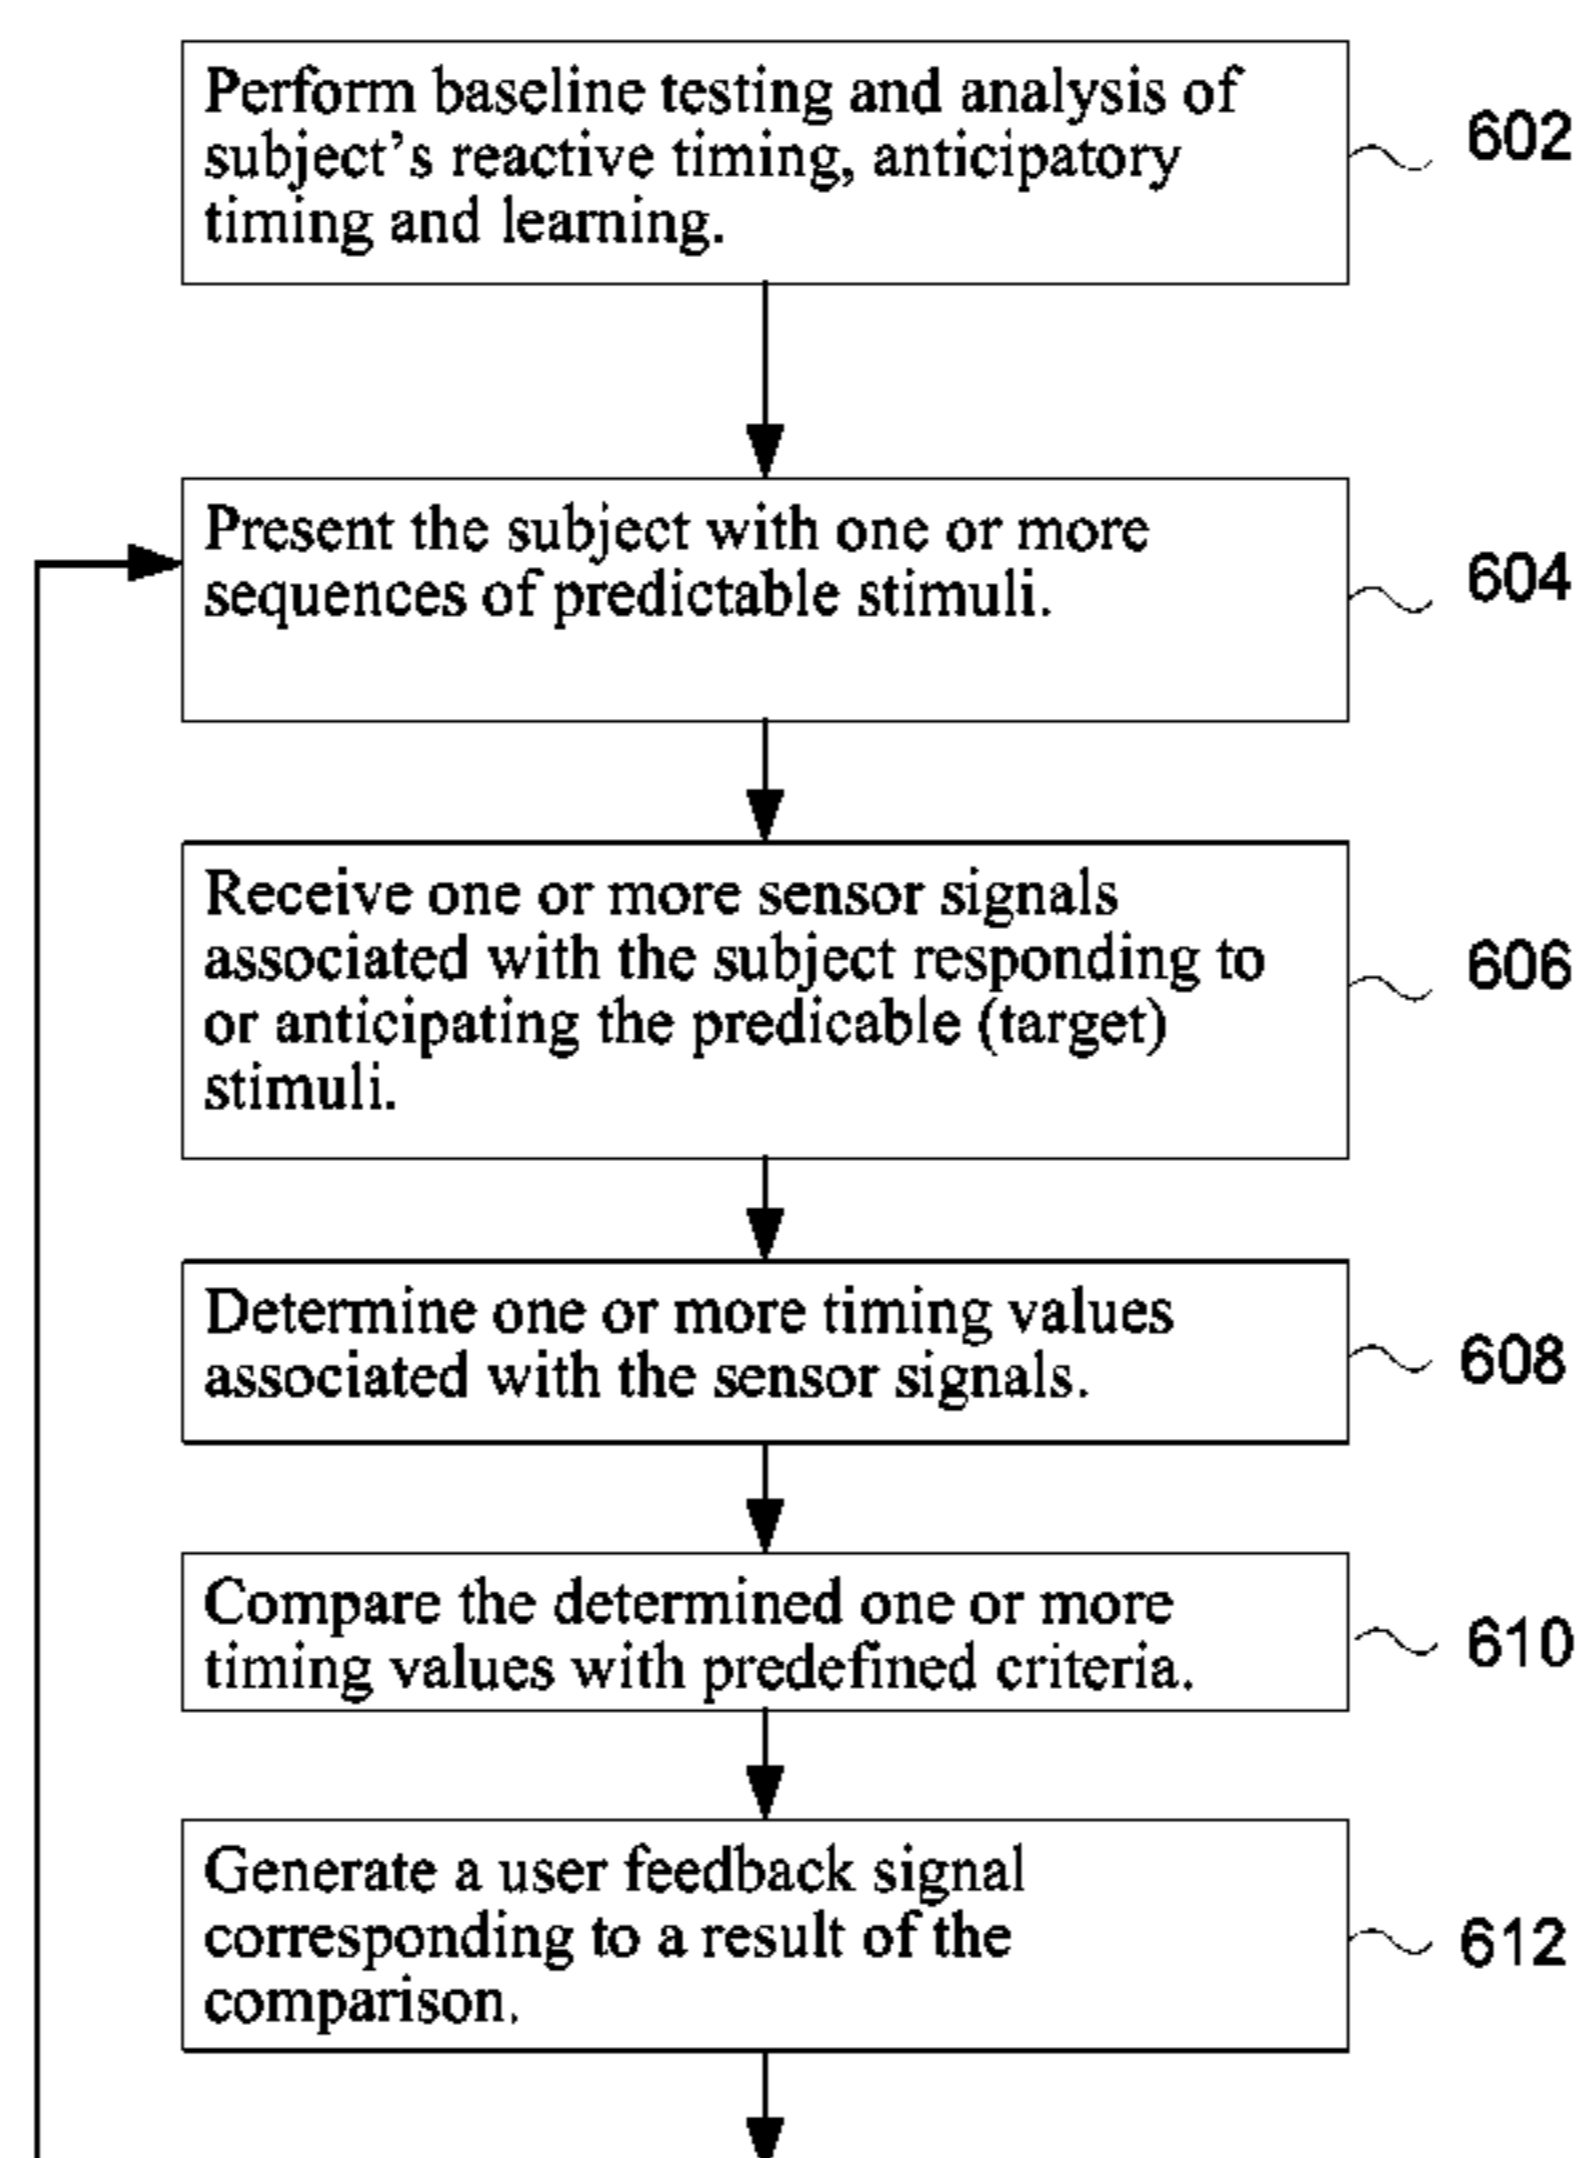 Perform baseline testing and analysis of
subject's reactive timing, anticipatory
timing and learning.
602
Present the subject with one or more
sequences of predictable stimuli.
604
Receive one or more sensor signals
associated with the subject responding to
or anticipating the predicable (target)
stimuli.
606
Determine one or more timing values
associated with the sensor signals.
608
Compare the determined one or more
timing values with predefined criteria.
610
Generate a user feedback signal
corresponding to a result of the
comparison.
612